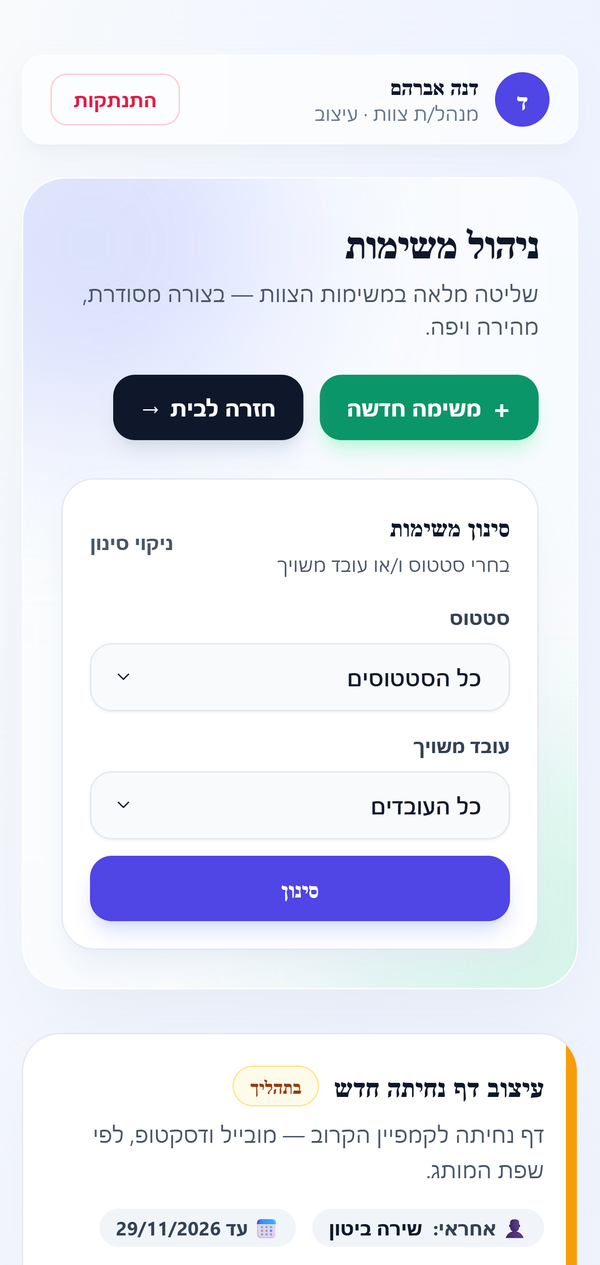 ד
דנה אברהם
מנהל/ת צוות · עיצוב
התנתקות
ניהול משימות
שליטה מלאה במשימות הצוות — בצורה מסודרת,
מהירה ויפה.
+ משימה חדשה
חזרה לבית →
סינון משימות
בחרי סטטוס ו/או עובד משויך
ניקוי סינון
סטטוס
כל הסטטוסים
עובד משויך
כל העובדים
סינון
עיצוב דף נחיתה חדש
בתהליך
דף נחיתה לקמפיין הקרוב — מובייל ודסקטופ, לפי
שפת המותג.
👤 אחראי: שירה ביטון
עד 29/11/2026